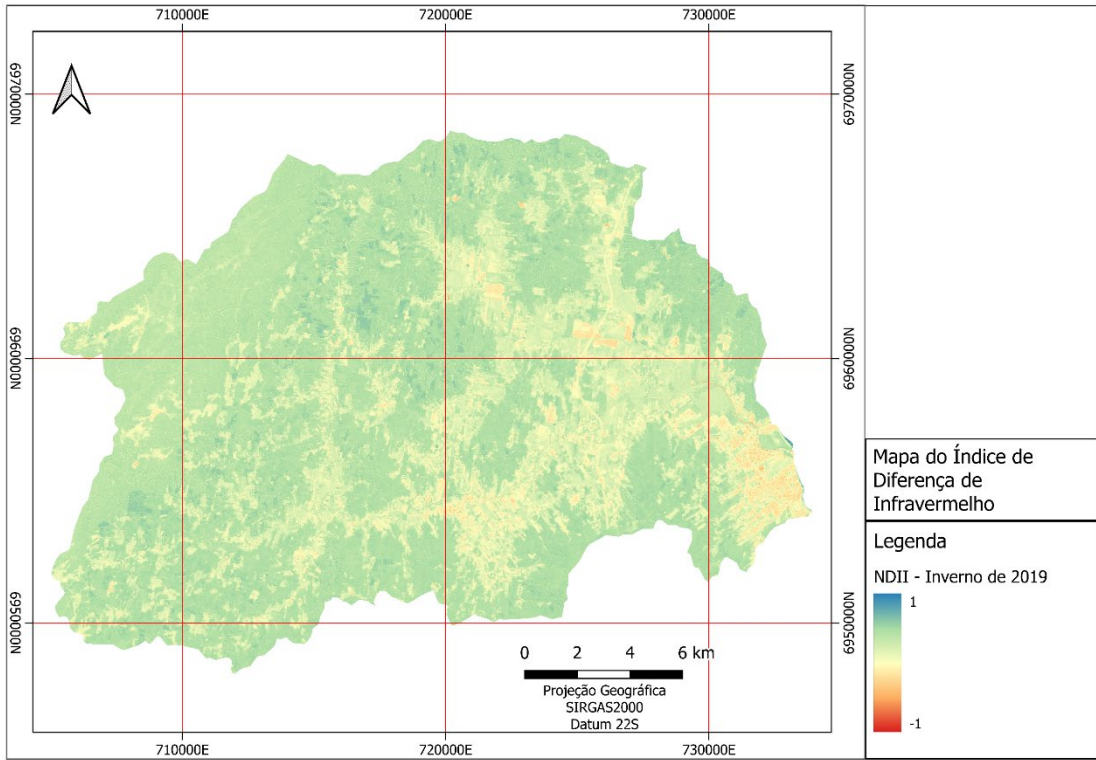 710000E
720000E
730000E
6970000N
6970000N
6960000N
6960000N
6950000N
6950000N
0 2 4 6 km
Projeção Geográfica
SIRGAS2000
Datum 22S
710000E
720000E
730000E
Mapa do Índice de
Diferença de
Infravermelho
Legenda
NDII - Inverno de 2019
1
-1